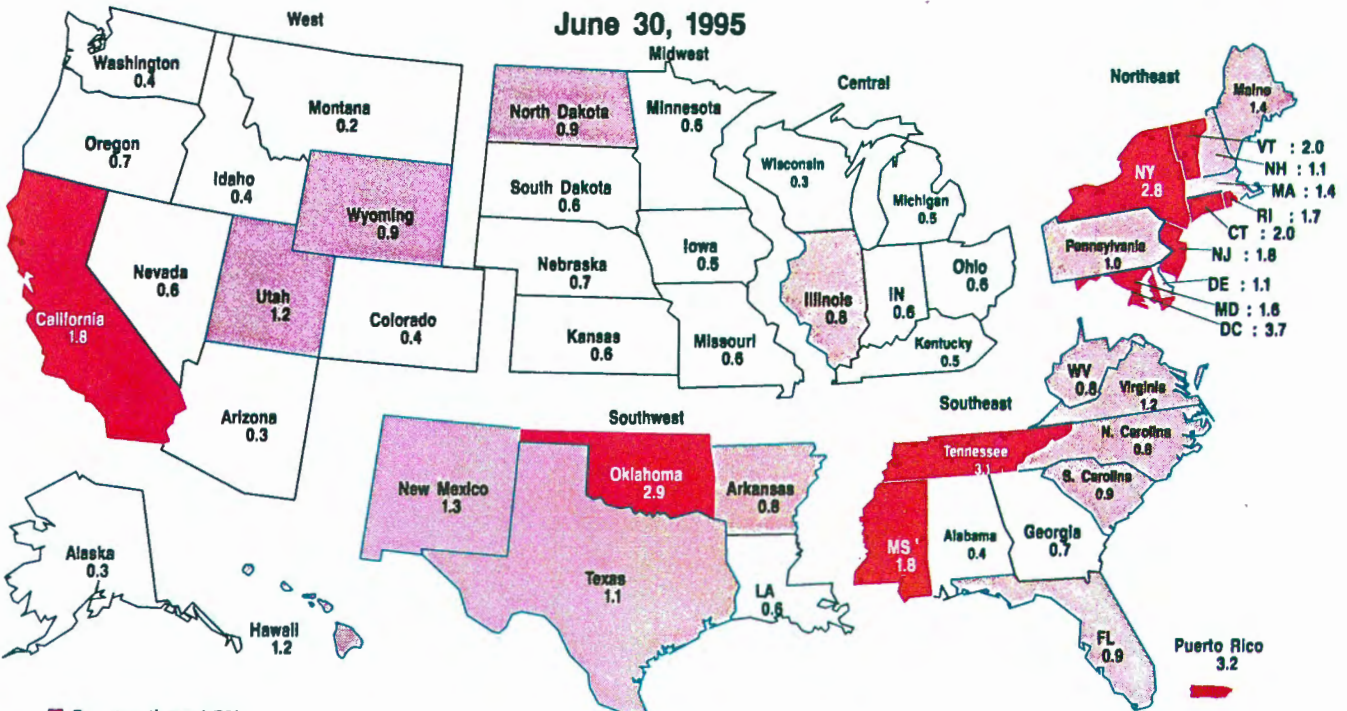 June 30, 1995
West
Midwest
Central
Northeast
Washington
0.4
Montana
0.2
Oregon
0.7
Idaho
0.4
Wyoming
0.9
Nevada
0.6
Utah
1.2
Colorado
0.4
California
1.8
Arizona
0.3
Alaska
0.3
Hawaii
1.2
North Dakota
0.9
Minnesota
0.6
South Dakota
0.6
Nebraska
0.7
Iowa
0.5
Kansas
0.6
Missouri
0.6
Wisconsin
0.3
Michigan
0.5
Illinois
0.8
IN
0.6
Ohio
0.6
Kentucky
0.5
Maine
1.4
VT : 2.0
NH : 1.1
MA : 1.4
RI : 1.7
CT : 2.0
NJ : 1.8
DE : 1.1
MD : 1.6
DC : 3.7
NY
2.8
Pennsylvania
1.0
Southwest
New Mexico
1.3
Oklahoma
2.9
Arkansas
0.8
Texas
1.1
LA
0.6
Southeast
WV
0.8
Virginia
1.2
Tennessee
3.1
N. Carolina
0.8
S. Carolina
0.9
MS
1.8
Alabama
0.4
Georgia
0.7
FL
0.9
Puerto Rico
3.2